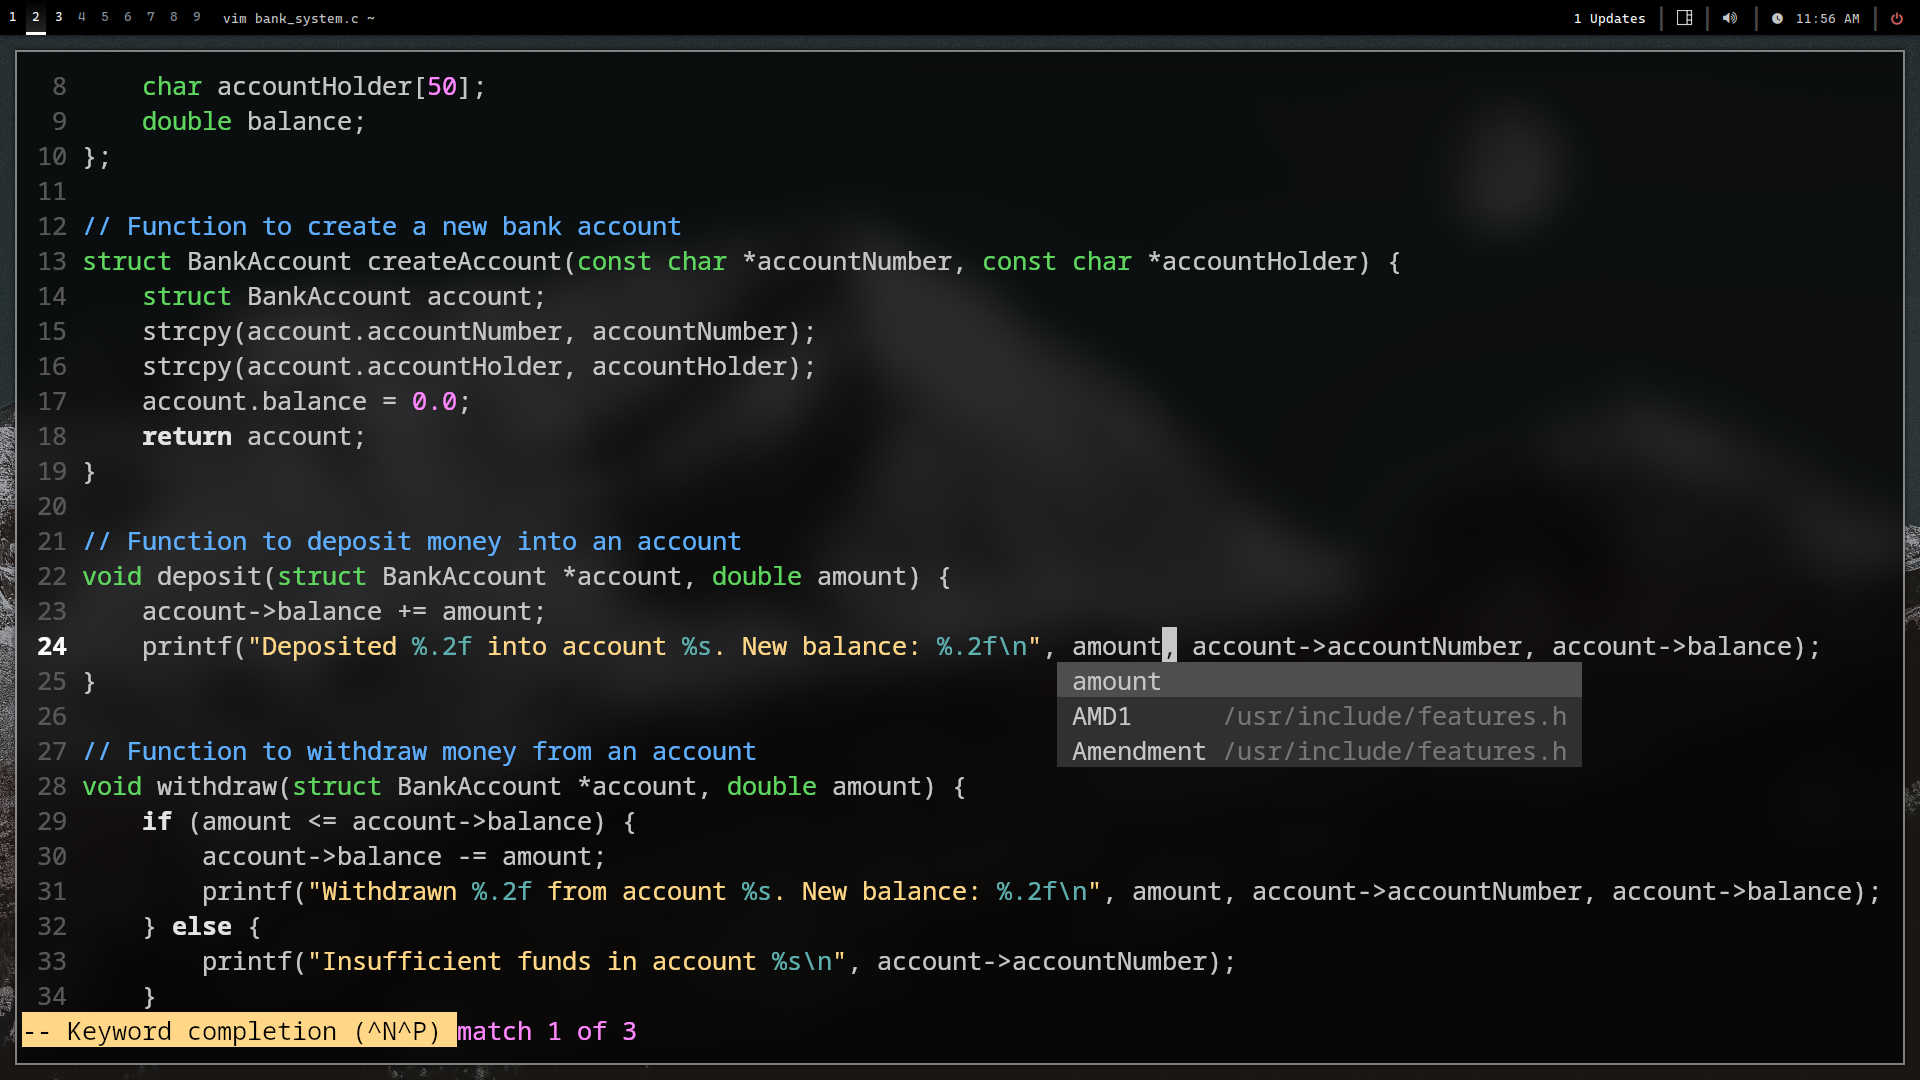 1 2 3 4 5 6 7 8 9 vim bank_system.c ~ 1 Updates 11:56 AM
8 char accountHolder[50];
9 double balance;
10 };
11
12 // Function to create a new bank account
13 struct BankAccount createAccount(const char *accountNumber, const char *accountHolder) {
14 struct BankAccount account;
15 strcpy(account.accountNumber, accountNumber);
16 strcpy(account.accountHolder, accountHolder);
17 account.balance = 0.0;
18 return account;
19 }
20
21 // Function to deposit money into an account
22 void deposit(struct BankAccount *account, double amount) {
23 account->balance += amount;
24 printf("Deposited %.2f into account %s. New balance: %.2f\n", amount, account->accountNumber, account->balance);
25 } amount
26 AMD1 /usr/include/features.h
27 // Function to withdraw money from an account Amendment /usr/include/features.h
28 void withdraw(struct BankAccount *account, double amount) {
29 if (amount <= account->balance) {
30 account->balance -= amount;
31 printf("Withdrawn %.2f from account %s. New balance: %.2f\n", amount, account->accountNumber, account->balance);
32 } else {
33 printf("Insufficient funds in account %s\n", account->accountNumber);
34 }
-- Keyword completion (^N^P) match 1 of 3